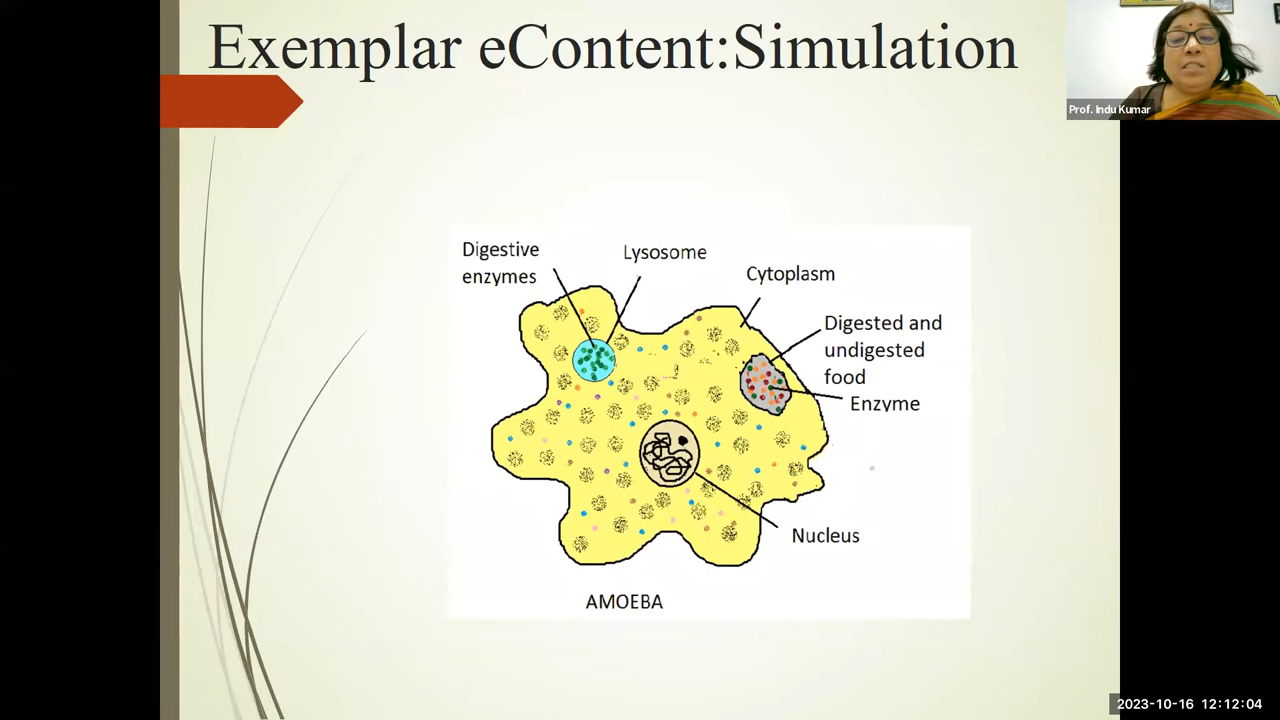 Exemplar eContent:Simulation
Prof. Indu Kumar
Digestive
enzymes
Lysosome
Cytoplasm
Digested and
undigested
food
Enzyme
Nucleus
AMOEBA
2023-10-16 12:12:04